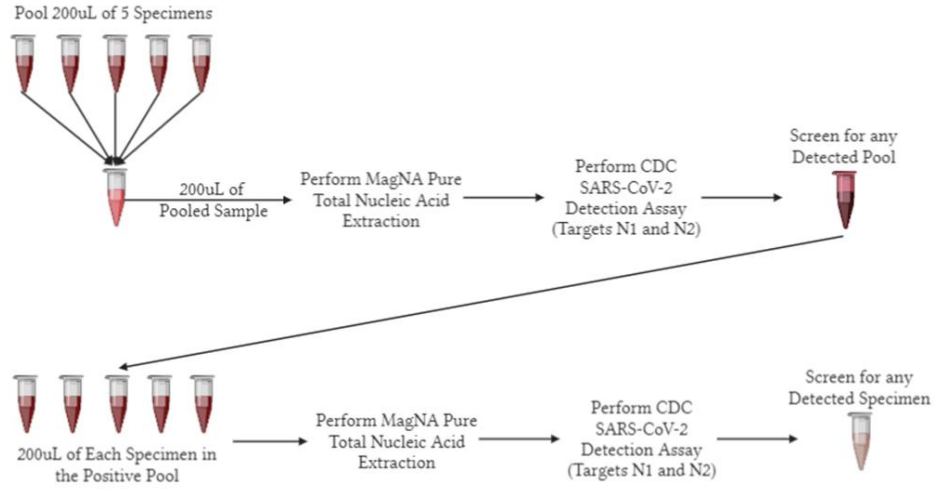 Pool 200uL of 5 Specimens
200uL of
Pooled Sample
Perform MagNA Pure
Total Nucleic Acid
Extraction
Perform CDC
SARS-CoV-2
Detection Assay
(Targets N1 and N2)
Screen for any
Detected Pool
200uL of Each Specimen in
the Positive Pool
Perform MagNA Pure
Total Nucleic Acid
Extraction
Perform CDC
SARS-CoV-2
Detection Assay
(Targets N1 and N2)
Screen for any
Detected Specimen